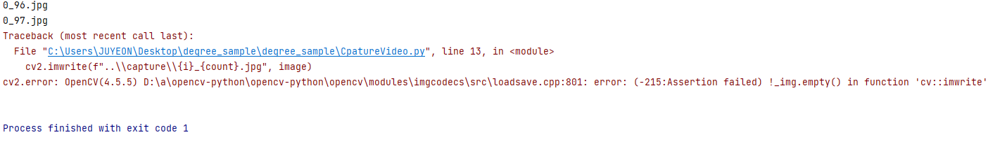 0_96.jpg
0_97.jpg
Traceback (most recent call last):
  File "C:\Users\JUYEON\Desktop\degree_sample\degree_sample\CpatureVideo.py", line 13, in <module>
    cv2.imwrite(f"..\\capture\\{i}_{count}.jpg", image)
cv2.error: OpenCV(4.5.5) D:\a\opencv-python\opencv-python\opencv\modules\imgcodecs\src\loadsave.cpp:801: error: (-215:Assertion failed) !_img.empty() in function 'cv::imwrite'
Process finished with exit code 1